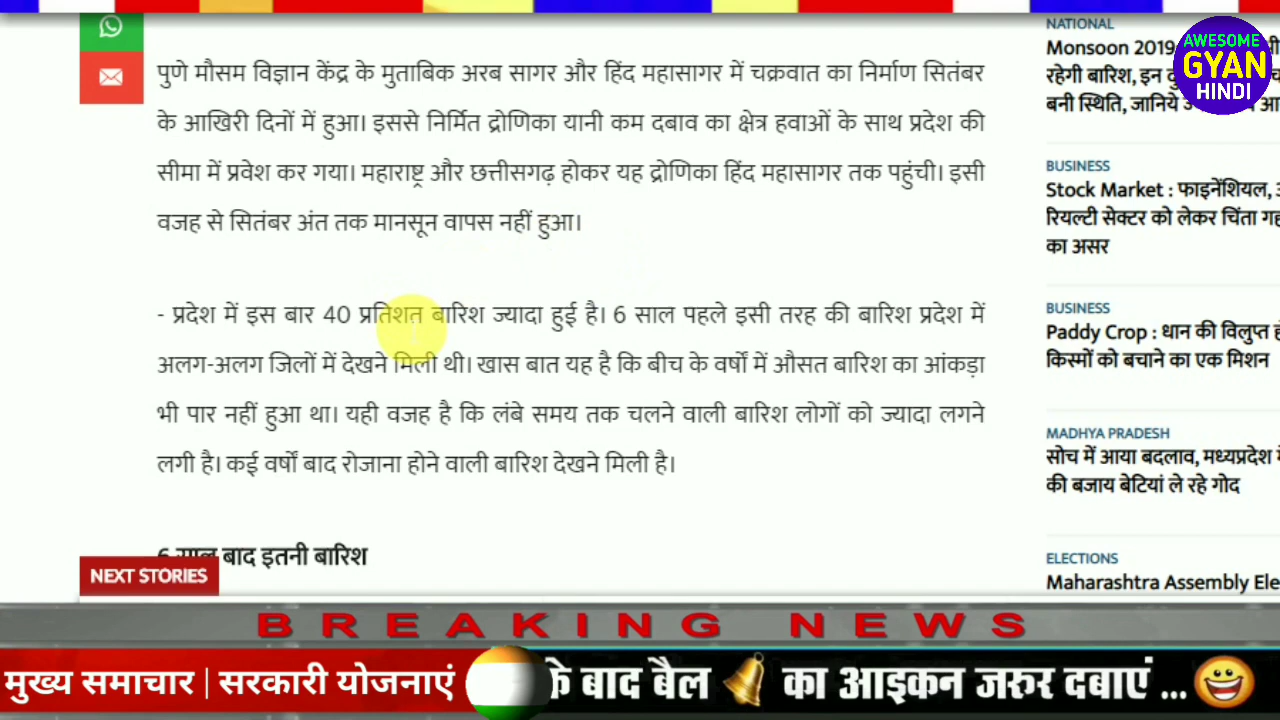 पुणे मौसम विज्ञान केंद्र के मुताबिक अरब सागर और हिंद महासागर में चक्रवात का निर्माण सितंबर
के आखिरी दिनों में हुआ। इससे निर्मित द्रोणिका यानी कम दबाव का क्षेत्र हवाओं के साथ प्रदेश की
सीमा में प्रवेश कर गया। महाराष्ट्र और छत्तीसगढ़ होकर यह द्रोणिका हिंद महासागर तक पहुंची। इसी
वजह से सितंबर अंत तक मानसून वापस नहीं हुआ।
- प्रदेश में इस बार 40 प्रतिशत बारिश ज्यादा हुई है। 6 साल पहले इसी तरह की बारिश प्रदेश में
अलग-अलग जिलों में देखने मिली थी। खास बात यह है कि बीच के वर्षों में औसत बारिश का आंकड़ा
भी पार नहीं हुआ था। यही वजह है कि लंबे समय तक चलने वाली बारिश लोगों को ज्यादा लगने
लगी है। कई वर्षों बाद रोजाना होने वाली बारिश देखने मिली है।
6 साल बाद इतनी बारिश
NEXT STORIES
NATIONAL
Monsoon 2019
रहेगी बारिश, इन
बनी स्थिति, जानिये
BUSINESS
Stock Market : फाइनेंशियल,
रियल्टी सेक्टर को लेकर चिंता
का असर
BUSINESS
Paddy Crop : धान की विलुप्त
किस्मों को बचाने का एक मिशन
MADHYA PRADESH
सोच में आया बदलाव, मध्यप्रदेश
की बजाय बेटियां ले रहे गोद
ELECTIONS
Maharashtra Assembly
AWESOME
GYAN
HINDI
BREAKING NEWS
मुख्य समाचार | सरकारी योजनाएं
के बाद बैल का आइकन जरुर दबाएं ...